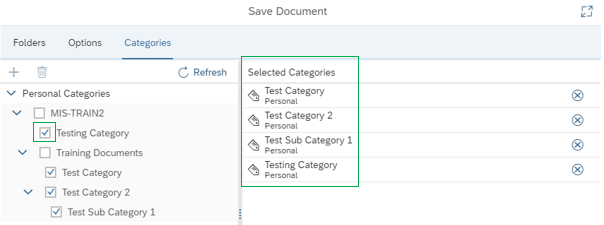 Save Document
Folders
Options
Categories
Refresh
Personal Categories
MIS-TRAIN2
Testing Category
Training Documents
Test Category
Test Category 2
Test Sub Category 1
Selected Categories
Test Category
Personal
Test Category 2
Personal
Test Sub Category 1
Personal
Testing Category
Personal